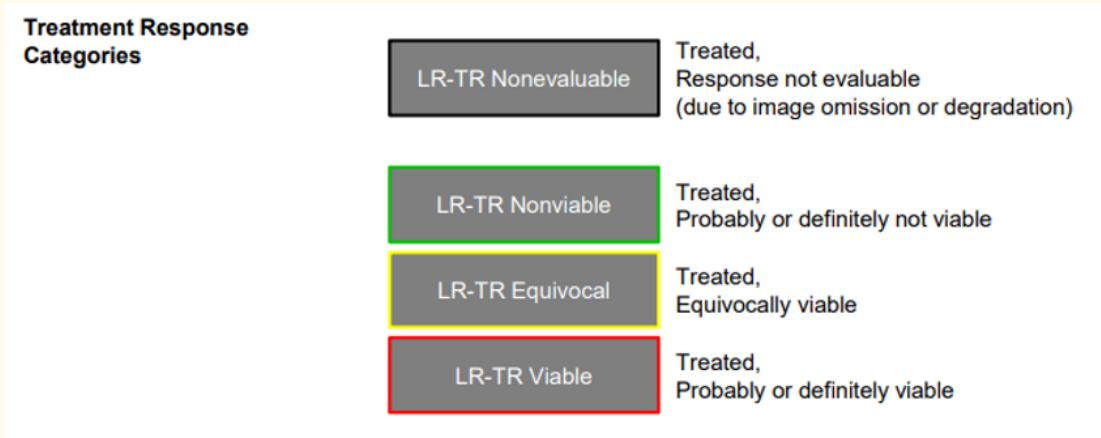 Treatment Response
Categories
LR-TR Nonevaluable
Treated,
Response not evaluable
(due to image omission or degradation)
LR-TR Nonviable
Treated,
Probably or definitely not viable
LR-TR Equivocal
Treated,
Equivocally viable
LR-TR Viable
Treated,
Probably or definitely viable